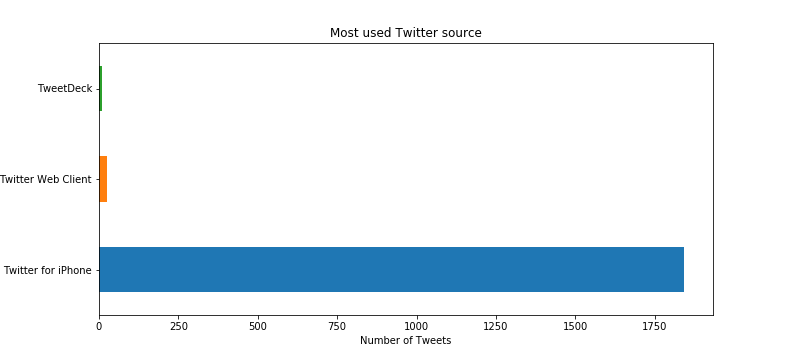 Most used Twitter source
TweetDeck
Twitter Web Client
Twitter for iPhone
0 250 500 750 1000 1250 1500 1750
Number of Tweets